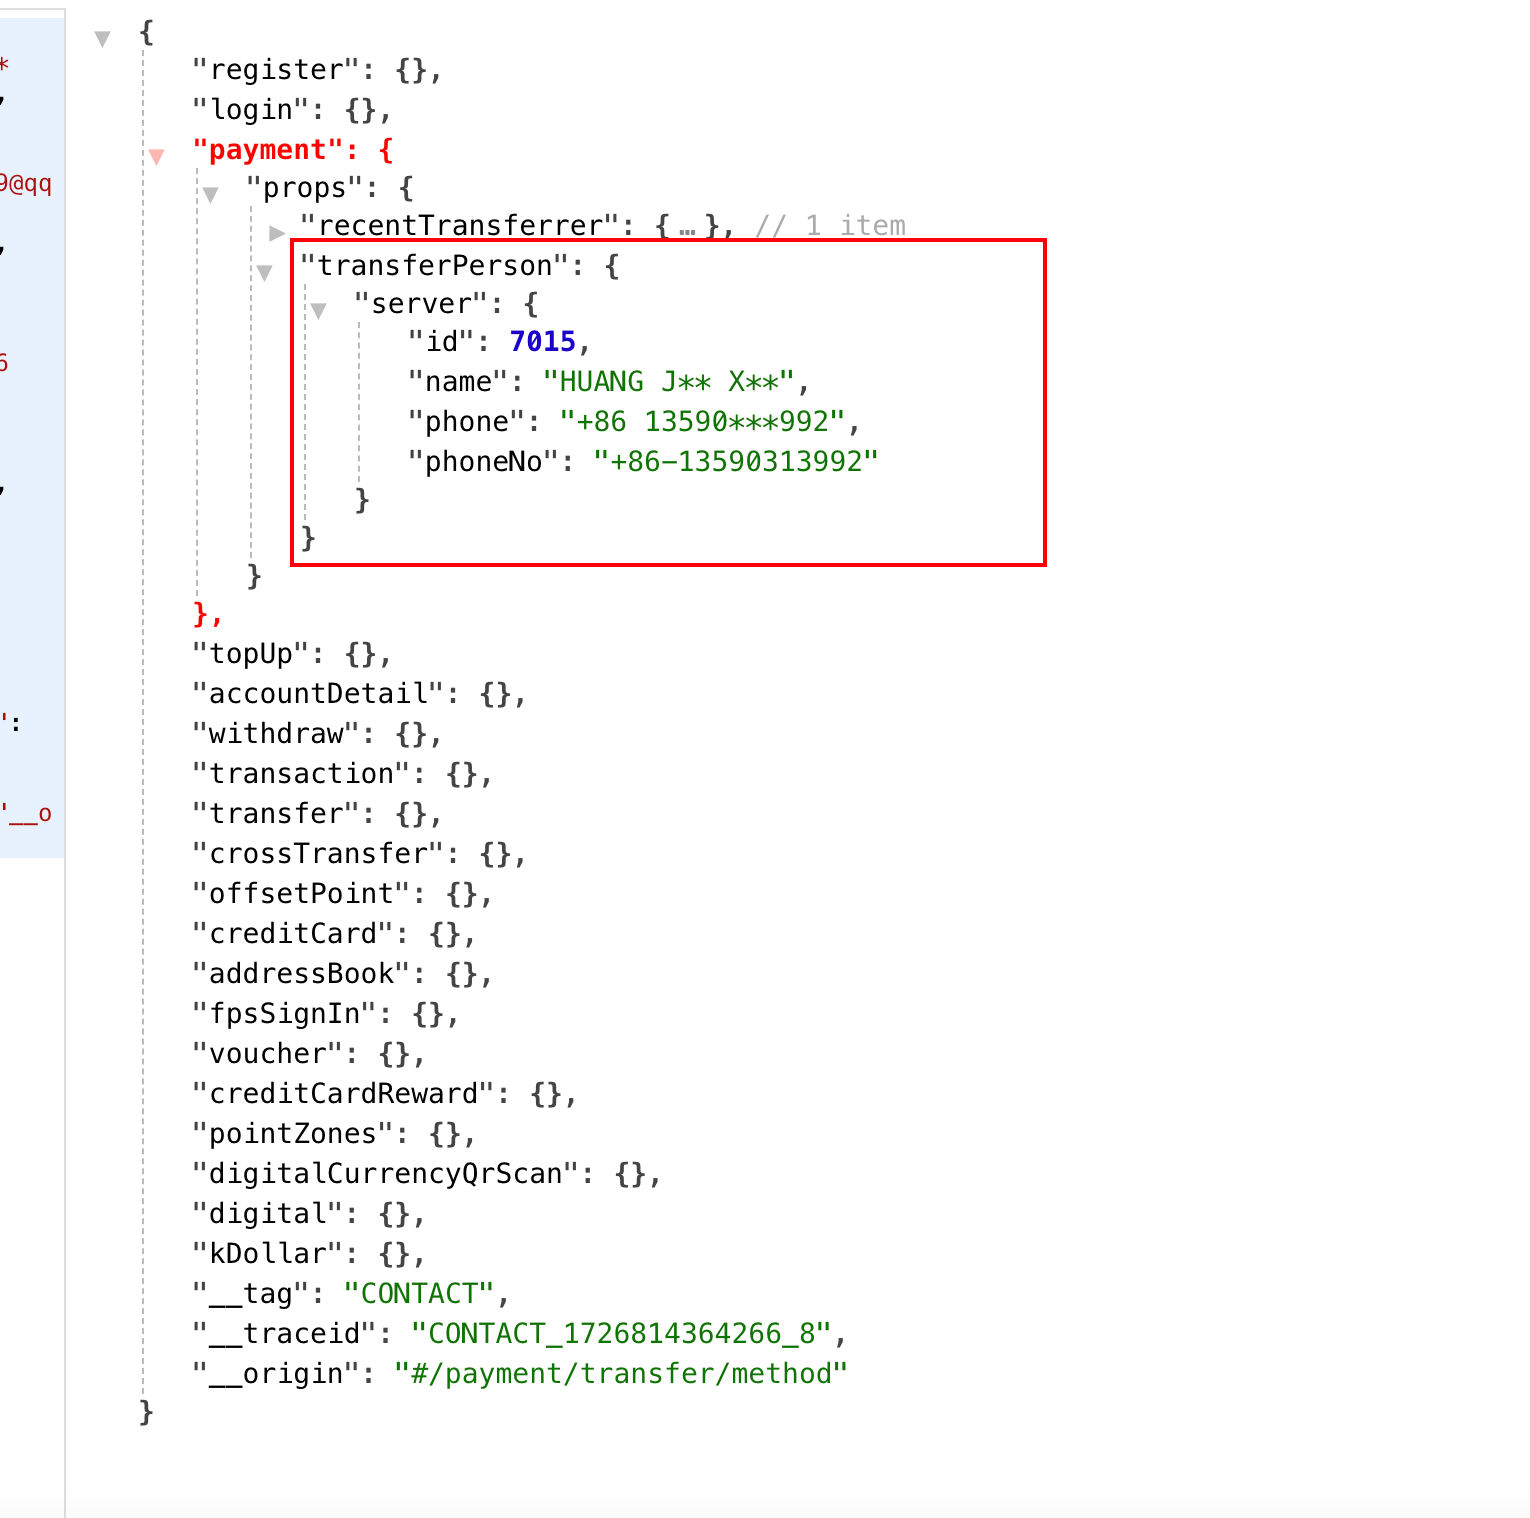 {
"register": {},
*
"login": {},
,
"payment": {
9@qq
"props": {
"recentTransferrer": { … }, // 1 item
,
"transferPerson": {
"server": {
"id": 7015,
6
"name": "HUANG J** X**",
"phone": "+86 13590***992",
"phoneNo": "+86-13590313992"
,
}
}
}
},
"topUp": {},
"accountDetail": {},
':
"withdraw": {},
"transaction": {},
"transfer": {},
'__o
"crossTransfer": {},
"offsetPoint": {},
"creditCard": {},
"addressBook": {},
"fpsSignIn": {},
"voucher": {},
"creditCardReward": {},
"pointZones": {},
"digitalCurrencyQrScan": {},
"digital": {},
"kDollar": {},
"__tag": "CONTACT",
"__traceid": "CONTACT_1726814364266_8",
"__origin": "#/payment/transfer/method"
}